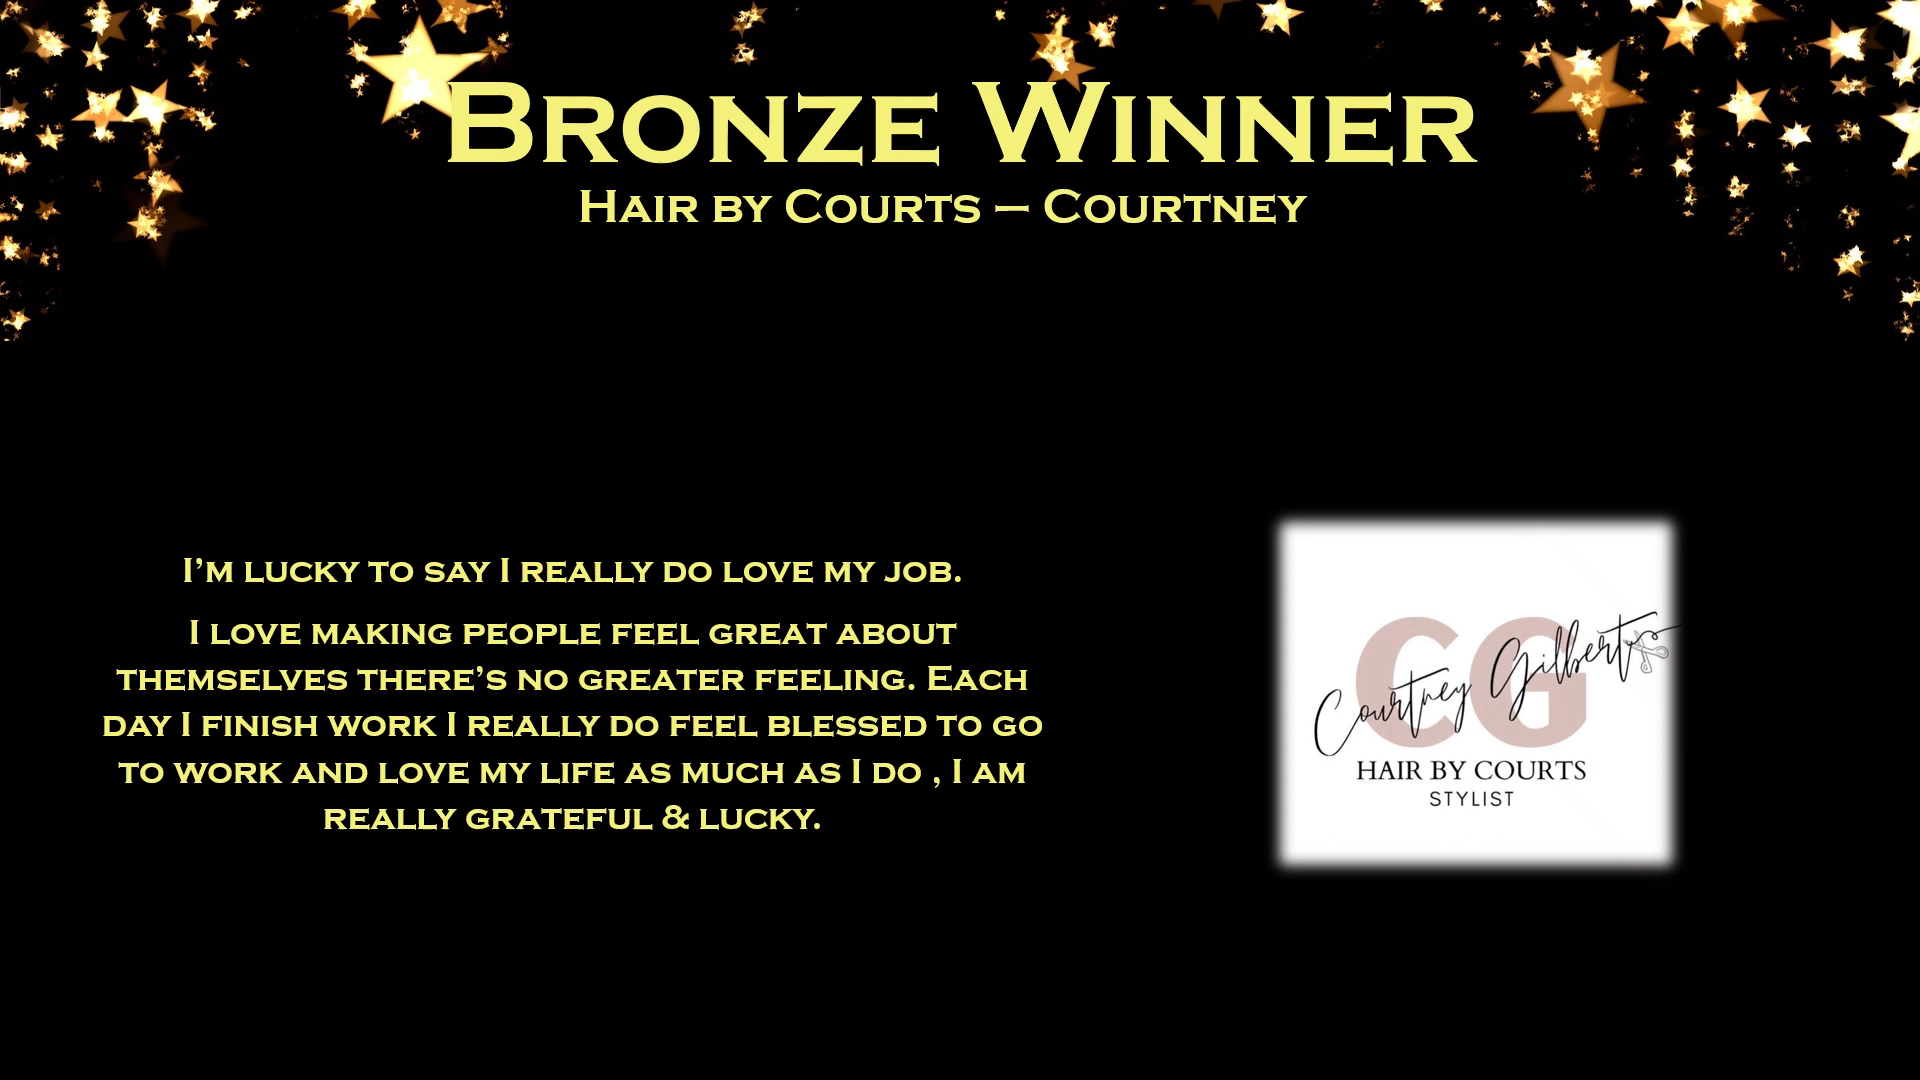 Bronze Winner
Hair by Courts – Courtney
I'm lucky to say I really do love my job.
I love making people feel great about
themselves there's no greater feeling. Each
day I finish work I really do feel blessed to go
to work and love my life as much as I do , I am
really grateful & lucky.
CG
Courtney Gilbert
HAIR BY COURTS
STYLIST